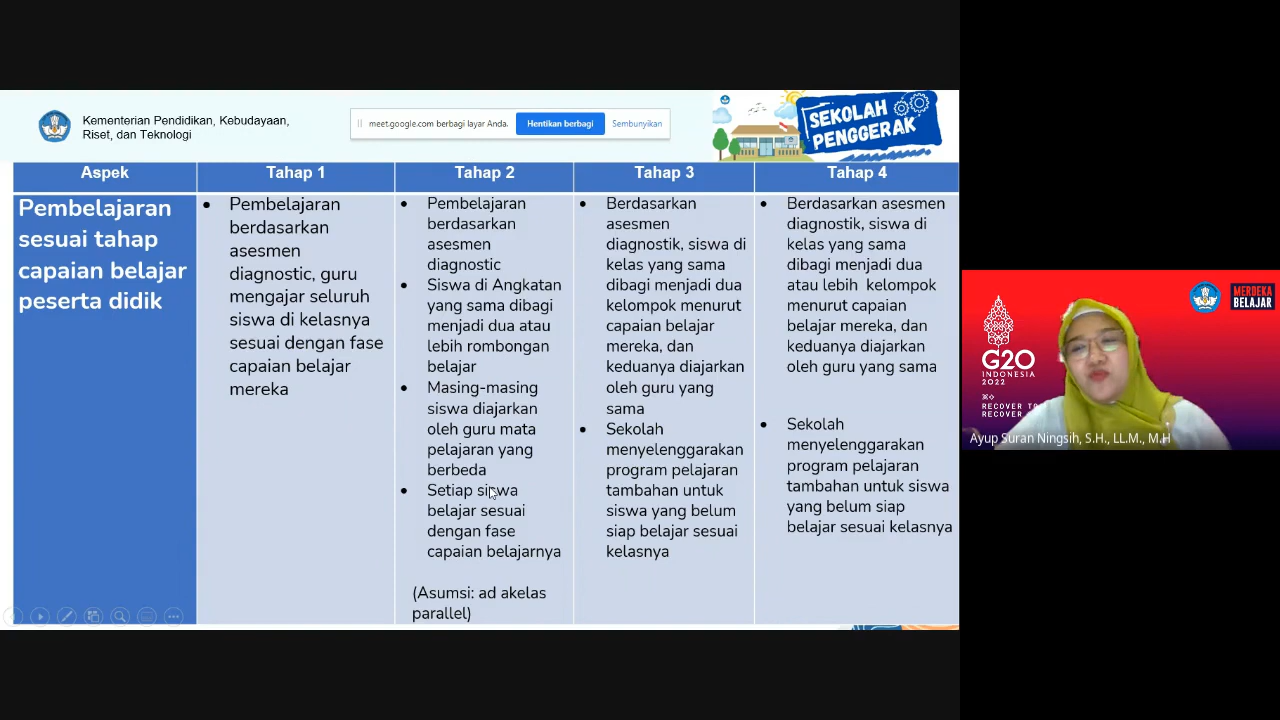 Kementerian Pendidikan, Kebudayaan,
Riset, dan Teknologi
meet.google.com berbagi layar Anda.
Hentikan berbagi
Sembunyikan
SEKOLAH
PENGGERAK
Aspek
Tahap 1
Tahap 2
Tahap 3
Tahap 4
Pembelajaran
sesuai tahap
capaian belajar
peserta didik
• Pembelajaran
berdasarkan
asesmen
diagnostic, guru
mengajar seluruh
siswa di kelasnya
sesuai dengan fase
capaian belajar
mereka
• Pembelajaran
berdasarkan
asesmen
diagnostic
• Siswa di Angkatan
yang sama dibagi
menjadi dua atau
lebih rombongan
belajar
• Masing-masing
siswa diajarkan
oleh guru mata
pelajaran yang
berbeda
• Setiap siswa
belajar sesuai
dengan fase
capaian belajarnya
(Asumsi: ad akelas
parallel)
• Berdasarkan
asesmen
diagnostik, siswa di
kelas yang sama
dibagi menjadi dua
kelompok menurut
capaian belajar
mereka, dan
keduanya diajarkan
oleh guru yang
sama
• Sekolah
menyelenggarakan
program pelajaran
tambahan untuk
siswa yang belum
siap belajar sesuai
kelasnya
• Berdasarkan asesmen
diagnostik, siswa di
kelas yang sama
dibagi menjadi dua
atau lebih kelompok
menurut capaian
belajar mereka, dan
keduanya diajarkan
oleh guru yang sama
• Sekolah
menyelenggarakan
program pelajaran
tambahan untuk siswa
yang belum siap
belajar sesuai kelasnya
MERDEKA
BELAJAR
G20
INDONESIA
2022
RECOVER
RECOVER
Ayup Suran Ningsih, S.H., LL.M., M.H